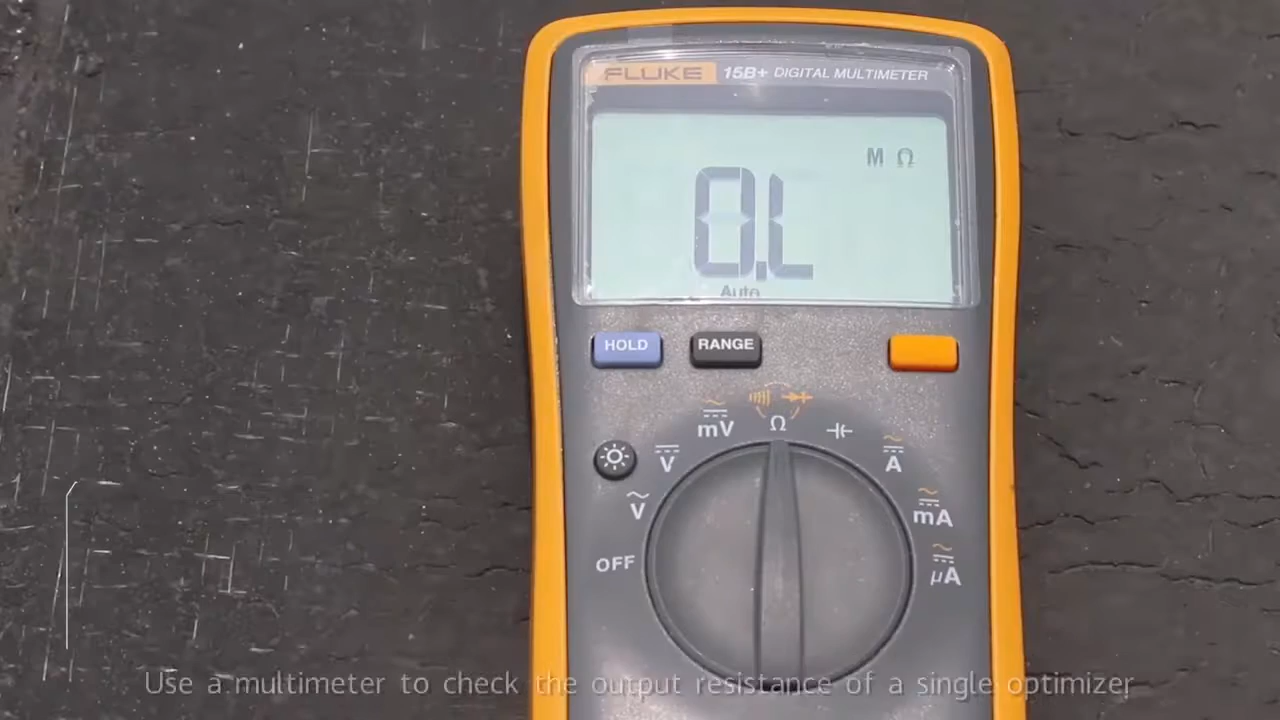 FLUKE 15B+ DIGITAL MULTIMETER
M Ω
0.L
Auto
HOLD RANGE
Ω
mV
V
A
V
mA
OFF
µA
Use a multimeter to check the output resistance of a single optimizer